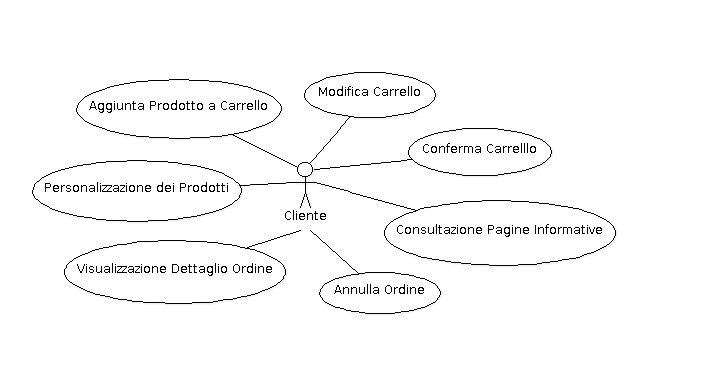 Modifica Carrello
Aggiunta Prodotto a Carrello
Conferma Carrelllo
Personalizzazione dei Prodotti
Cliente
Consultazione Pagine Informative
Visualizzazione Dettaglio Ordine
Annulla Ordine